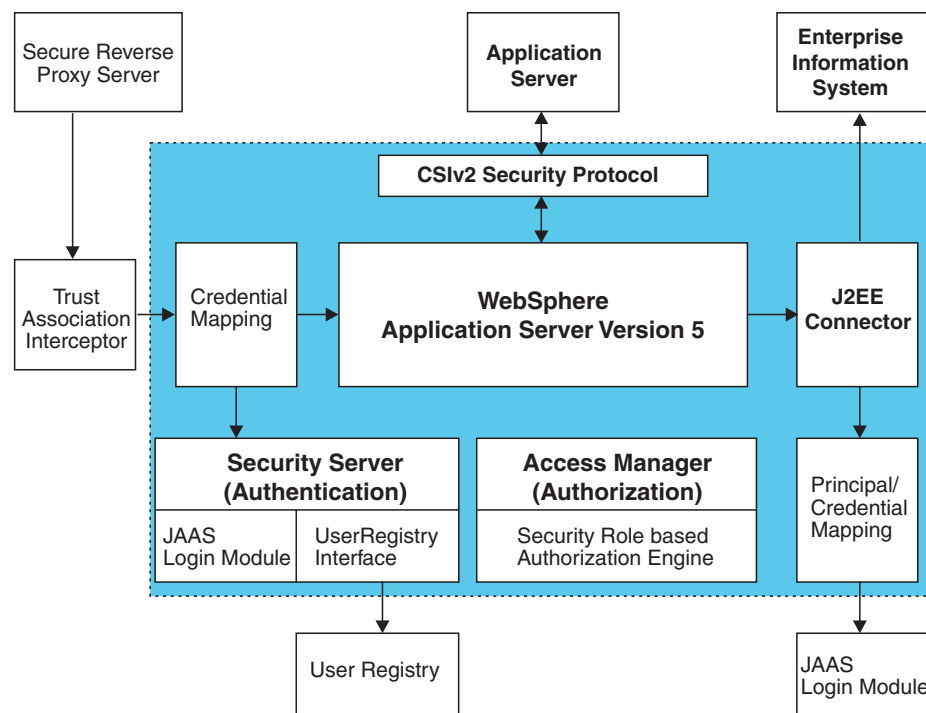 Secure Reverse
Proxy Server
Application
Server
Enterprise
Information
System
CSIv2 Security Protocol
Trust
Association
Interceptor
Credential
Mapping
WebSphere
Application Server Version 5
J2EE
Connector
Security Server
(Authentication)
JAAS
Login Module
UserRegistry
Interface
Access Manager
(Authorization)
Security Role based
Authorization Engine
Principal/
Credential
Mapping
User Registry
JAAS
Login Module